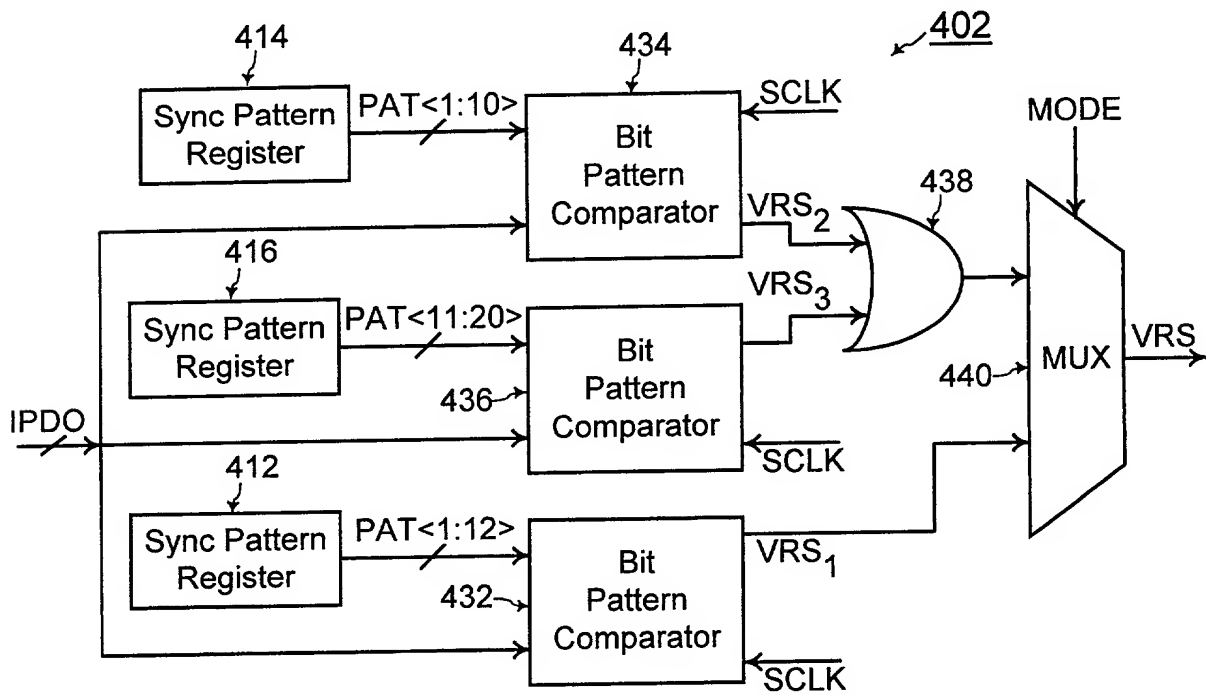 402
414
434
Sync Pattern
Register
PAT<1:10>
Bit
Pattern
Comparator
SCLK
MODE
VRS2
438
416
Sync Pattern
Register
PAT<11:20>
436
Bit
Pattern
Comparator
VRS3
SCLK
440
MUX
VRS
IPDO
412
Sync Pattern
Register
PAT<1:12>
432
Bit
Pattern
Comparator
VRS1
SCLK